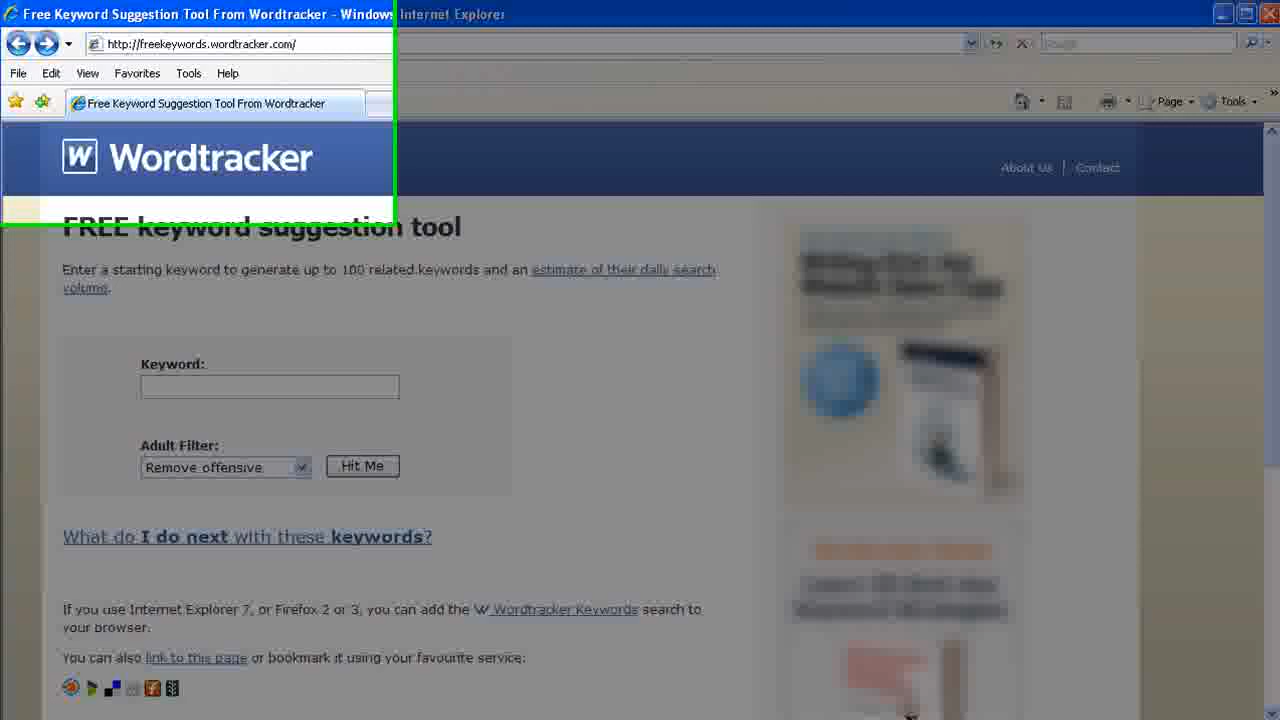 Free Keyword Suggestion Tool From Wordtracker - Windows Internet Explorer
http://freekeywords.wordtracker.com/
Google
File Edit View Favorites Tools Help
Free Keyword Suggestion Tool From Wordtracker
Page Tools
W Wordtracker
About Us Contact
FREE keyword suggestion tool
Enter a starting keyword to generate up to 100 related keywords and an estimate of their daily search
volume.
Keyword:
Adult Filter:
Remove offensive Hit Me
What do I do next with these keywords?
If you use Internet Explorer 7, or Firefox 2 or 3, you can add the W Wordtracker Keywords search to
your browser.
You can also link to this page or bookmark it using your favourite service: